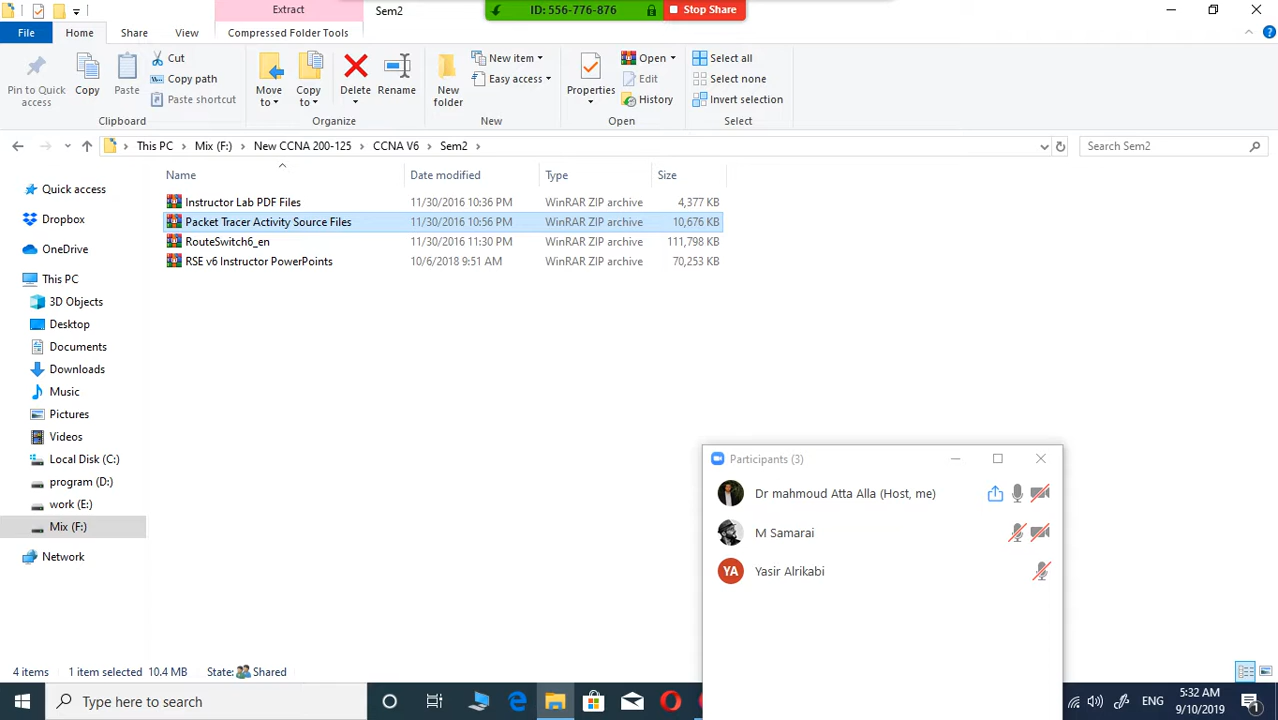 Extract
Sem2
ID: 556-776-876
Stop Share
File
Home
Share
View
Compressed Folder Tools
Pin to Quick access
Copy
Paste
Cut
Copy path
Paste shortcut
Clipboard
Move to
Copy to
Delete
Rename
Organize
New folder
New item
Easy access
New
Properties
Open
Edit
History
Open
Select all
Select none
Invert selection
Select
This PC
Mix (F:)
New CCNA 200-125
CCNA V6
Sem2
Search Sem2
Name
Date modified
Type
Size
Instructor Lab PDF Files 11/30/2016 10:36 PM WinRAR ZIP archive 4,377 KB
Packet Tracer Activity Source Files 11/30/2016 10:56 PM WinRAR ZIP archive 10,676 KB
RouteSwitch6_en 11/30/2016 11:30 PM WinRAR ZIP archive 111,798 KB
RSE v6 Instructor PowerPoints 10/6/2018 9:51 AM WinRAR ZIP archive 70,253 KB
Quick access
Dropbox
OneDrive
This PC
3D Objects
Desktop
Documents
Downloads
Music
Pictures
Videos
Local Disk (C:)
program (D:)
work (E:)
Mix (F:)
Network
Participants (3)
Dr mahmoud Atta Alla (Host, me)
M Samarai
YA Yasir Alrikabi
4 items
1 item selected 10.4 MB
State: Shared
Type here to search
ENG
5:32 AM
9/10/2019
1